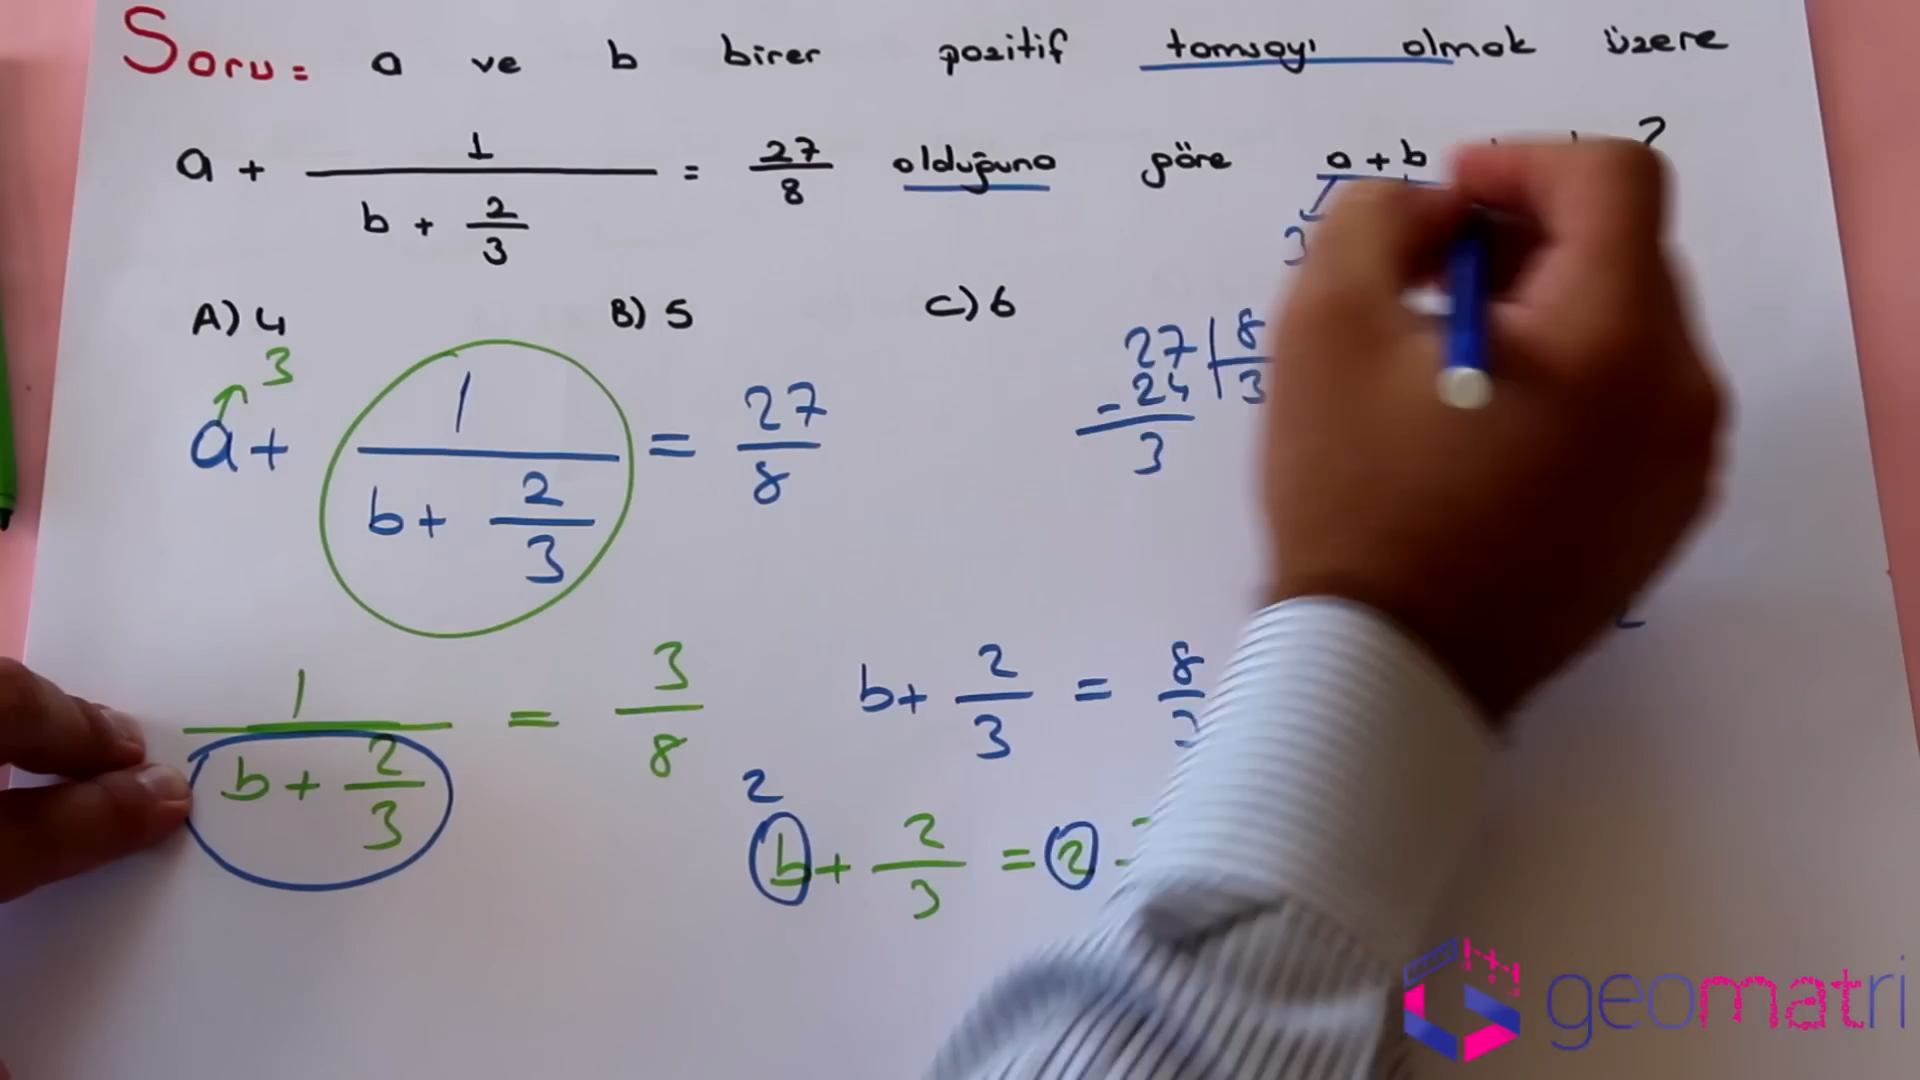 Soru: a ve b birer pozitif tamsayı olmak üzere
a + 1 / (b + 2/3) = 27/8 olduğuna göre a + b ?
3
A) 4 B) 5 C) 6
3
a + 1 / (b + 2/3) = 27/8
27 | 8
- 24 3
3
1 / (b + 2/3) = 3/8
b + 2/3 = 8/3
2
b + 2/3 = 2
geomatri